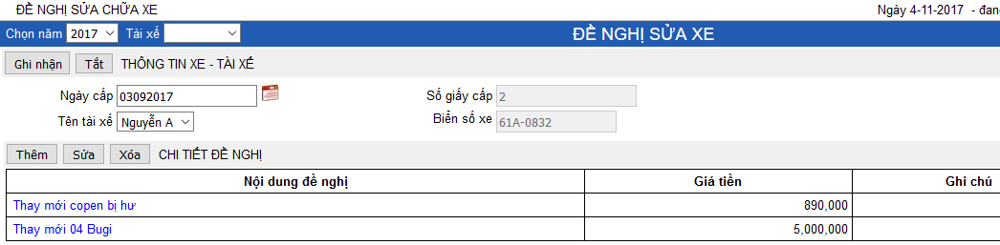 ĐỀ NGHỊ SỬA CHỮA XE Ngày 4-11-2017 - đan
Chọn năm 2017 Tài xế ĐỀ NGHỊ SỬA XE
Ghi nhận Tắt THÔNG TIN XE - TÀI XẾ
Ngày cấp 03092017 Số giấy cấp 2
Tên tài xế Nguyễn A Biển số xe 61A-0832
Thêm Sửa Xóa CHI TIẾT ĐỀ NGHỊ
Nội dung đề nghị Giá tiền Ghi chú
Thay mới copen bị hư 890,000
Thay mới 04 Bugi 5,000,000